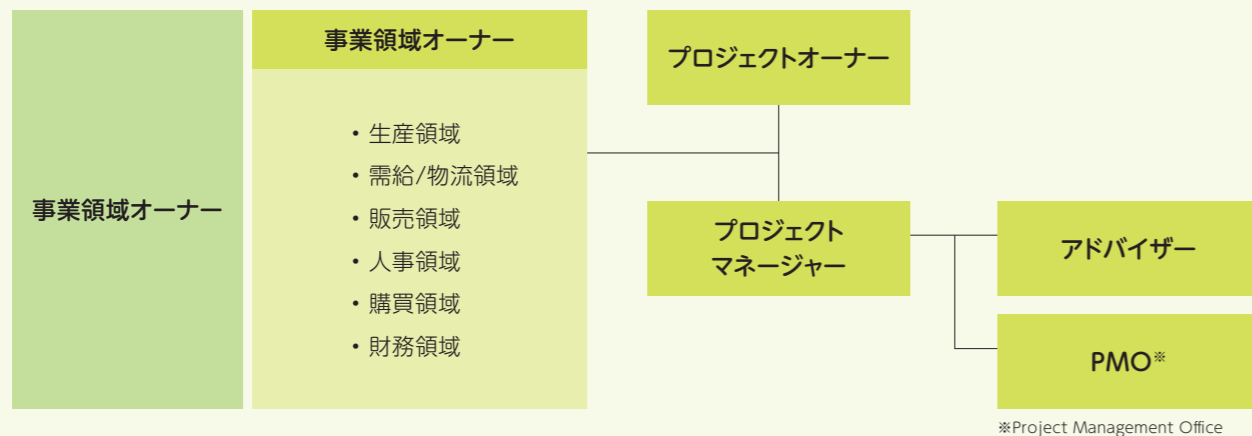 事業領域オーナー
事業領域オーナー
・生産領域
・需給/物流領域
・販売領域
・人事領域
・購買領域
・財務領域
プロジェクトオーナー
プロジェクト
マネージャー
アドバイザー
PMO※
※Project Management Office